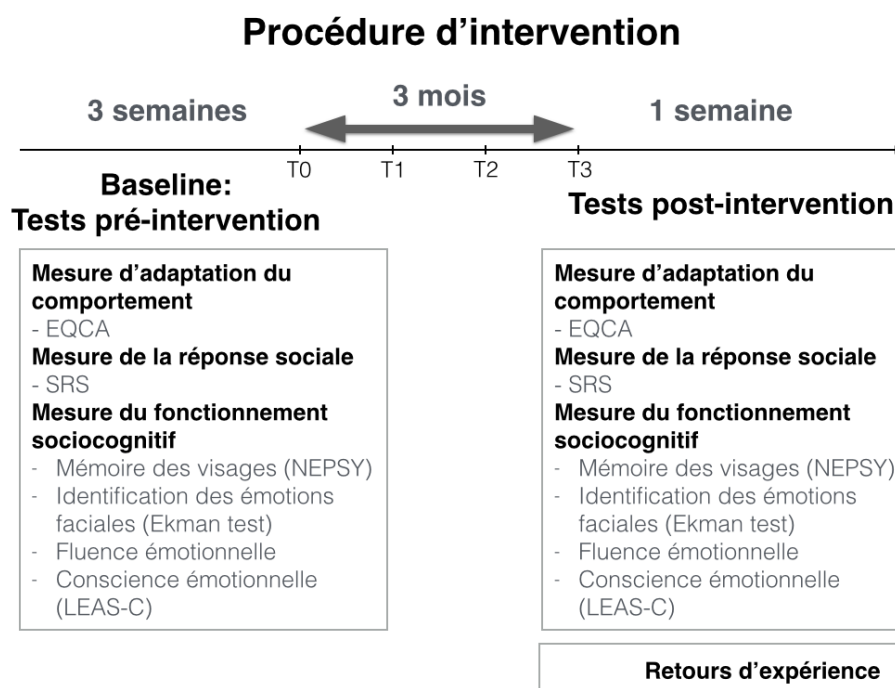 Procédure d'intervention
3 semaines
3 mois
1 semaine
T0
T1
T2
T3
Baseline:
Tests pré-intervention
Tests post-intervention
Mesure d'adaptation du
comportement
- EQCA
Mesure de la réponse sociale
- SRS
Mesure du fonctionnement
sociocognitif
- Mémoire des visages (NEPSY)
- Identification des émotions
faciales (Ekman test)
- Fluence émotionnelle
- Conscience émotionnelle
(LEAS-C)
Mesure d'adaptation du
comportement
- EQCA
Mesure de la réponse sociale
- SRS
Mesure du fonctionnement
sociocognitif
- Mémoire des visages (NEPSY)
- Identification des émotions
faciales (Ekman test)
- Fluence émotionnelle
- Conscience émotionnelle
(LEAS-C)
Retours d'expérience